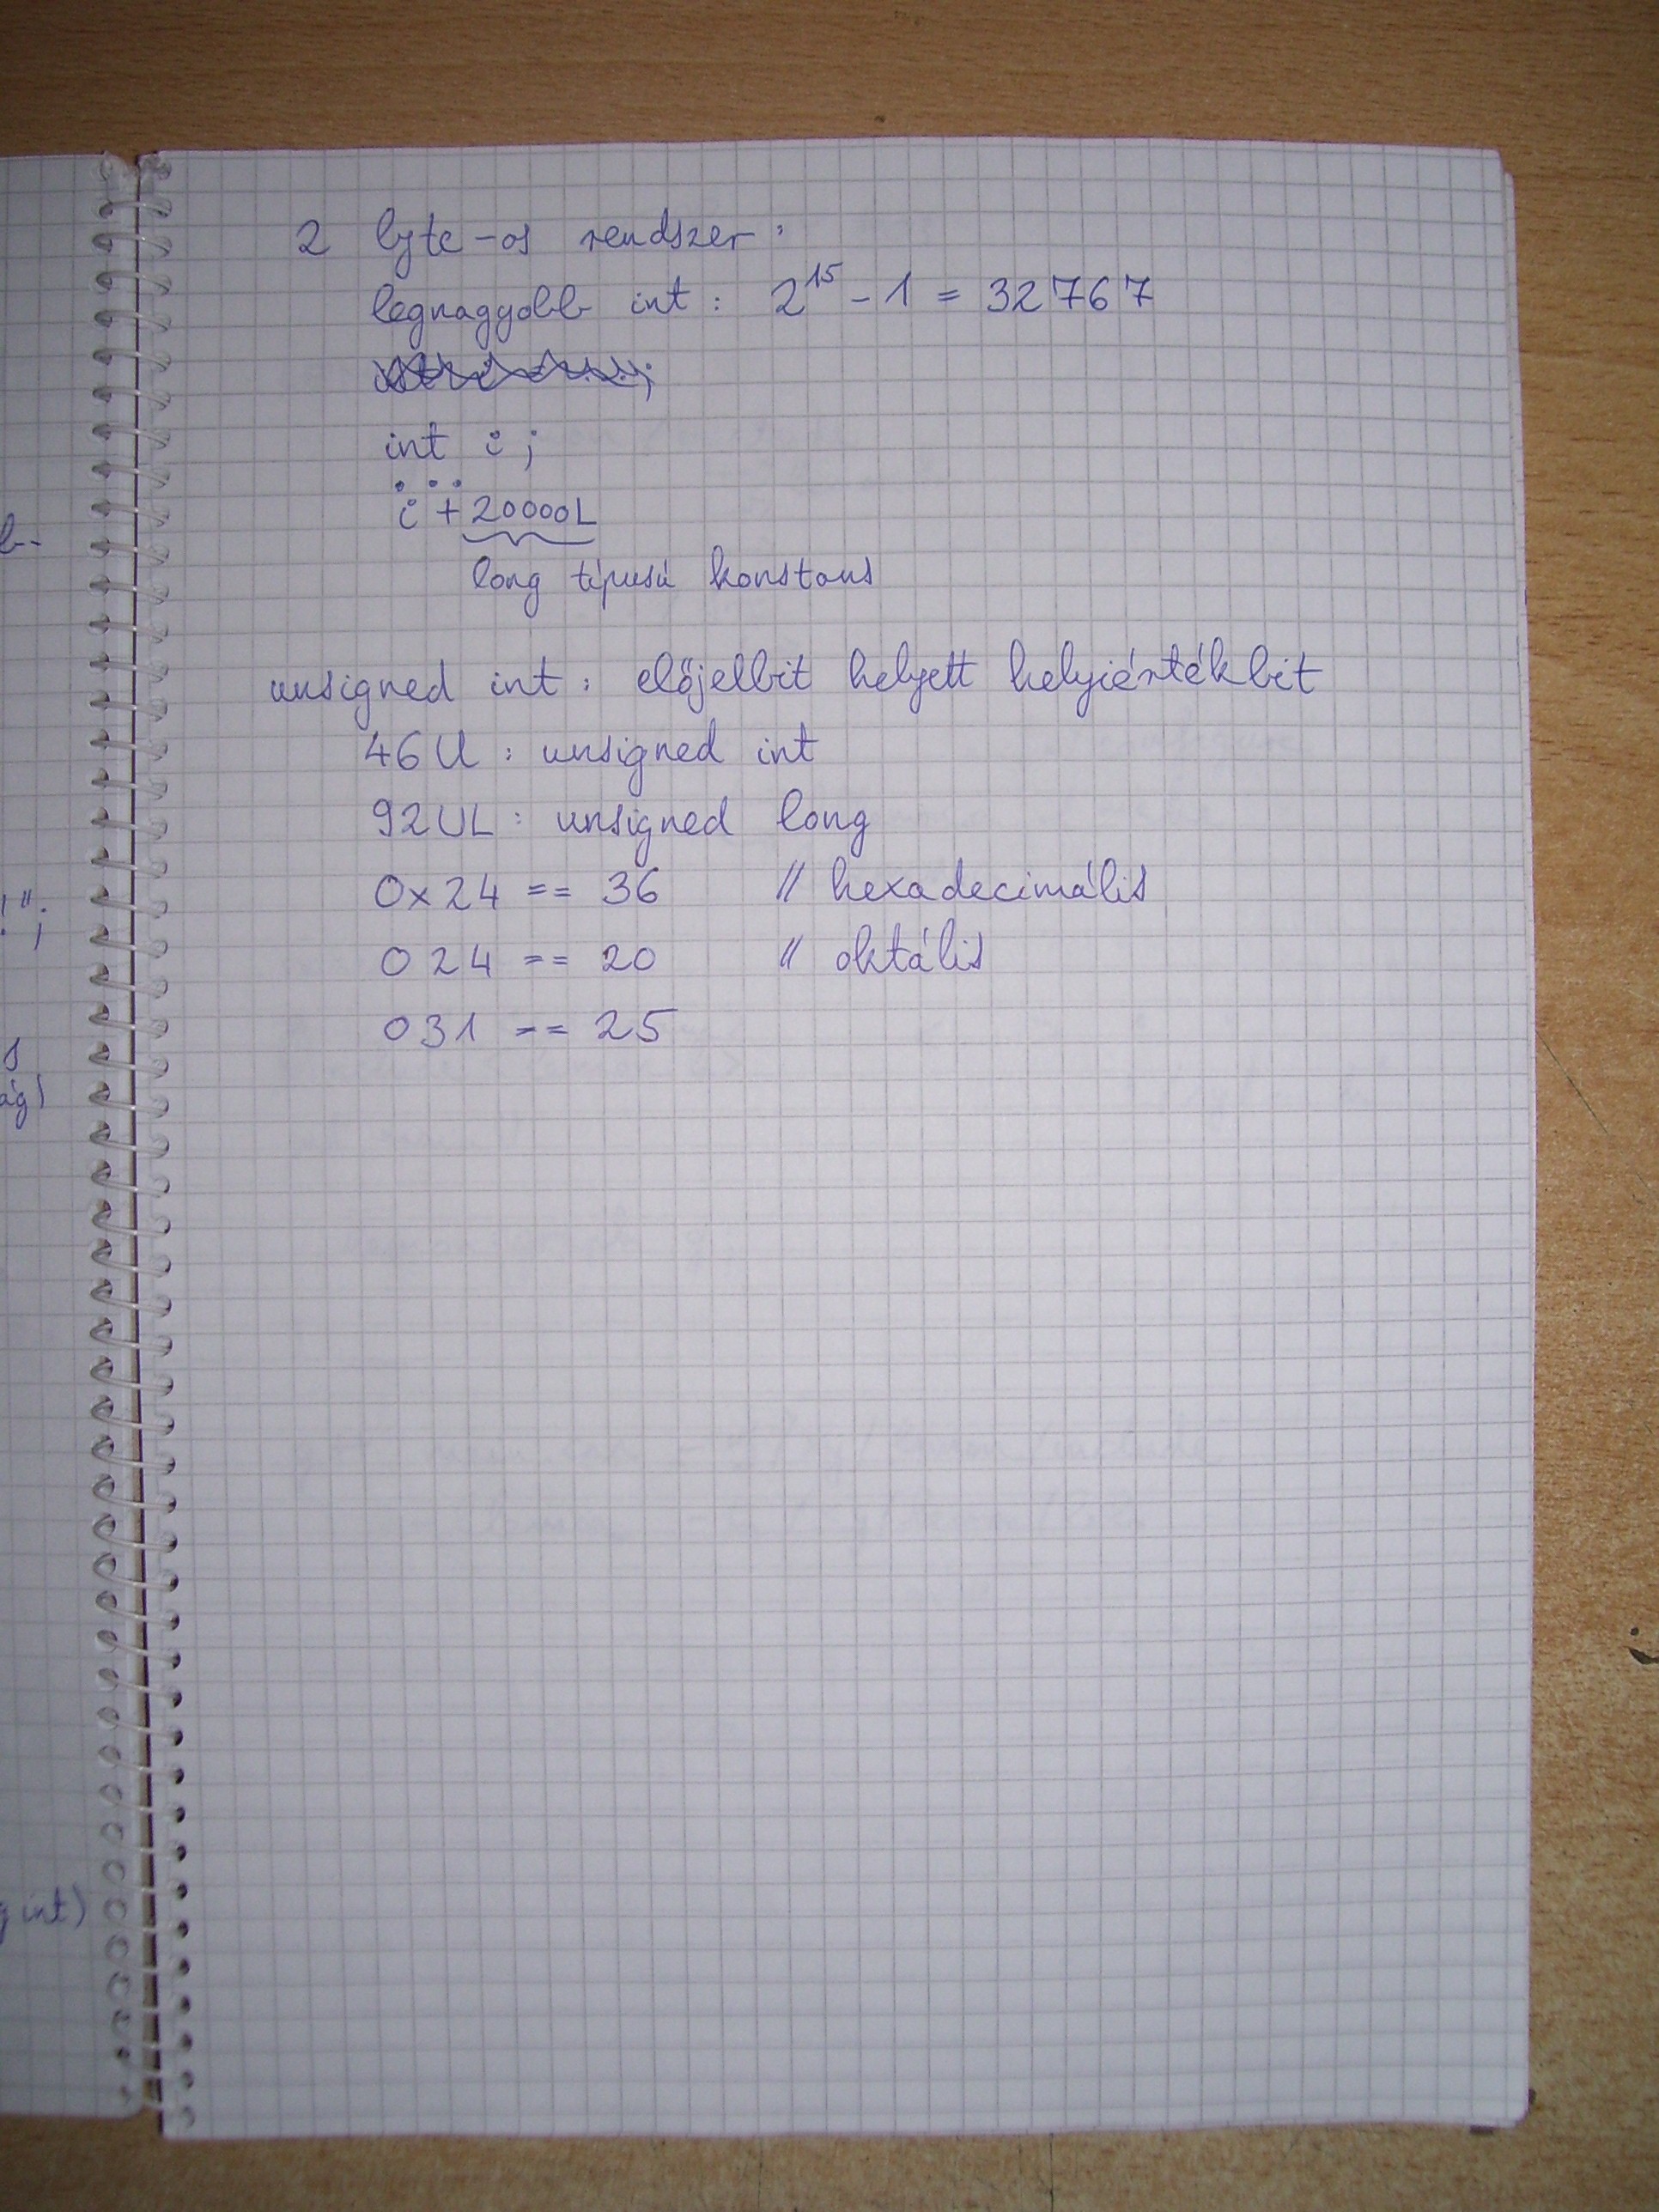 2 byte-os rendszer:
legnagyobb int: 2^15 - 1 = 32767
int i;
...
i + 20000L
long típusú konstans
unsigned int: előjelbit helyett helyiértékbit
46U: unsigned int
92UL: unsigned long
0x24 == 36 // hexadecimális
024 == 20 // oktális
031 == 25
b-
!";
s
ág)
int)